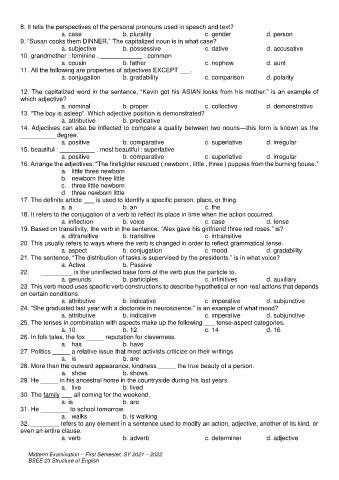 8. It tells the perspectives of the personal pronouns used in speech and text?
a. case b. plurality c. gender d. person
9. "Susan cooks them DINNER." The capitalized noun is in what case?
a. subjective b. possessive c. dative d. accusative
10. grandmother : feminine , ____________ : common
a. cousin b. father c. nephew d. aunt
11. All the following are properties of adjectives EXCEPT ___.
a. conjugation b. gradability c. comparison d. polarity
12. The capitalized word in the sentence, "Kevin got his ASIAN looks from his mother." is an example of
which adjective?
a. nominal b. proper c. collective d. demonstrative
13. "The boy is asleep". Which adjective position is demonstrated?
a. attributive b. predicative
14. Adjectives can also be inflected to compare a quality between two nouns—this form is known as the
___________ degree.
a. positive b. comparative c. superlative d. irregular
15. beautiful : __________ , most beautiful : superlative
a. positive b. comparative c. superlative d. irregular
16. Arrange the adjectives: "The firefighter rescued ( newborn , little , three ) puppies from the burning house."
a. little three newborn
b. newborn three little
c. three little newborn
d. three newborn little
17. The definite article ___ is used to identify a specific person, place, or thing.
a. a b. an c. the
18. It refers to the conjugation of a verb to reflect its place in time when the action occurred.
a. inflection b. voice c. case d. tense
19. Based on transitivity, the verb in the sentence, "Alex gave his girlfriend three red roses." is?
a. ditransitive b. transitive c. intransitive
20. This usually refers to ways where the verb is changed in order to reflect grammatical tense.
a. aspect b. conjugation c. mood d. gradability
21. The sentence, "The distribution of tasks is supervised by the presidents." is in what voice?
a. Active b. Passive
22. __________ is the uninflected base form of the verb plus the particle to.
a. gerunds b. participles c. infinitives d. auxiliary
23. This verb mood uses specific verb constructions to describe hypothetical or non-real actions that depends
on certain conditions.
a. attributive b. indicative c. imperative d. subjunctive
24. "She graduated last year with a doctorate in neuroscience." is an example of what mood?
a. attributive b. indicative c. imperative d. subjunctive
25. The tenses in combination with aspects make up the following ___ tense-aspect categories.
a. 10 b. 12 c. 14 d. 16
26. In folk tales, the fox _____ reputation for cleverness.
a. has b. have
27. Politics _____ a relative issue that most activists criticize on their writings.
a. is b. are
28. More than the outward appearance, kindness _____ the true beauty of a person.
a. show b. shows
29. He _____ in his ancestral home in the countryside during his last years.
a. live b. lived
30. The family ___ all coming for the weekend.
a. is b. are
31. He ________ to school tomorrow.
a. walks b. is walking
32. ________ refers to any element in a sentence used to modify an action, adjective, another of its kind, or
even an entire clause.
a. verb b. adverb c. determiner d. adjective
Midterm Examination – First Semester, SY 2021 – 2022
BSEE 23 Structure of English